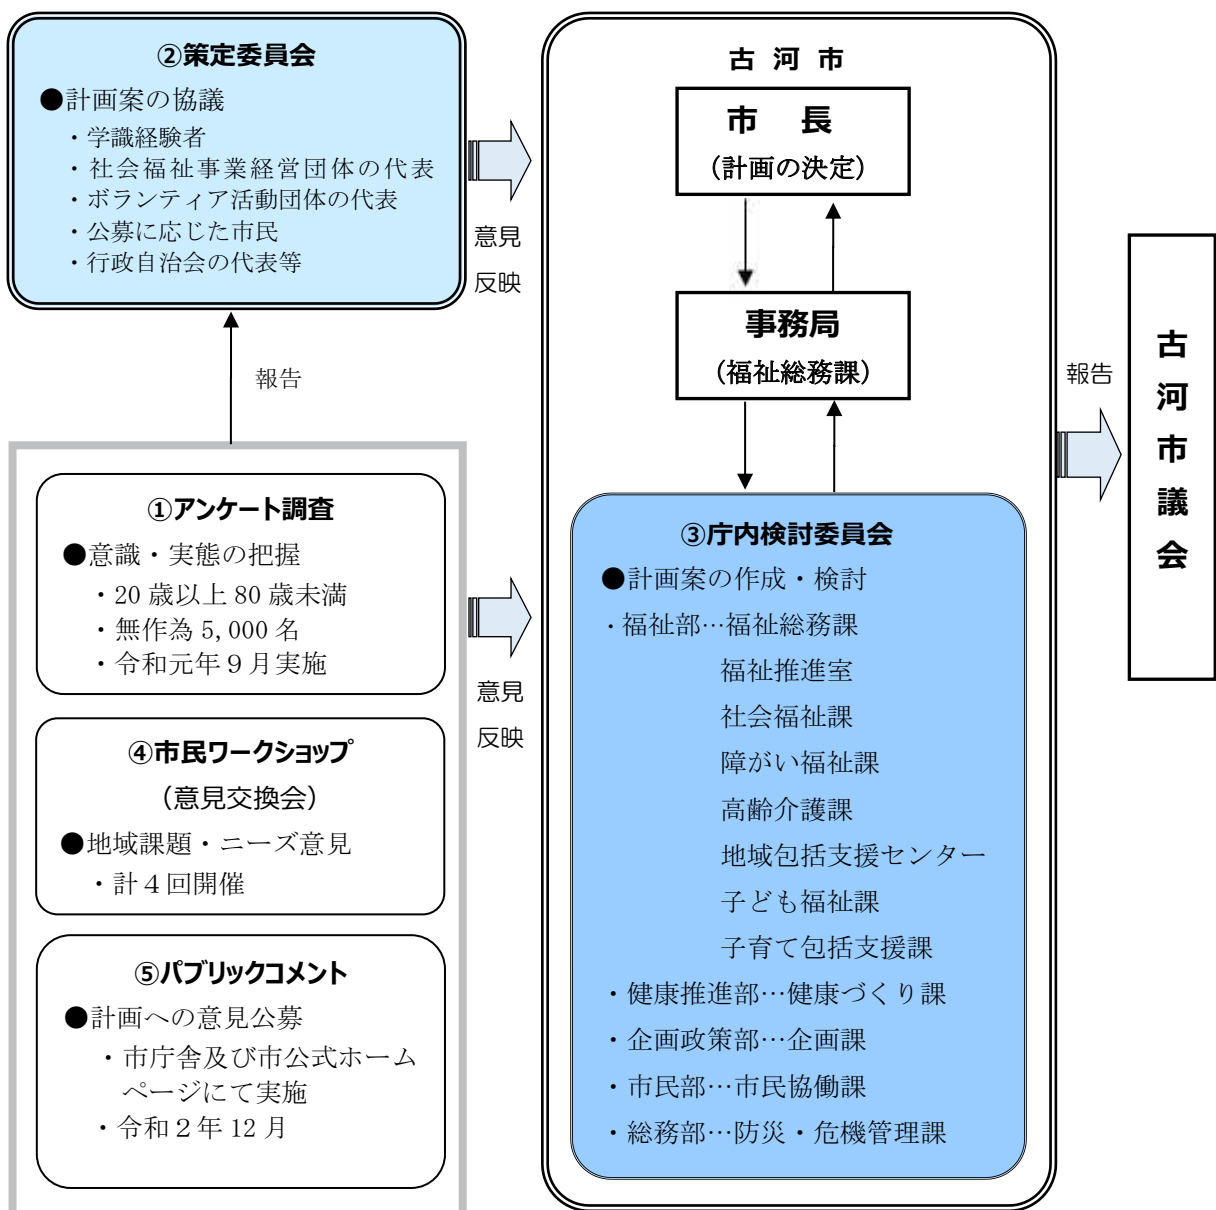 ②策定委員会
●計画案の協議
・学識経験者
・社会福祉事業経営団体の代表
・ボランティア活動団体の代表
・公募に応じた市民
・行政自治会の代表等
意見
反映
報告
①アンケート調査
●意識・実態の把握
・20歳以上80歳未満
・無作為5,000名
・令和元年９月実施
④市民ワークショップ
（意見交換会）
●地域課題・ニーズ意見
・計４回開催
⑤パブリックコメント
●計画への意見公募
・市庁舎及び市公式ホーム
ページにて実施
・令和２年12月
意見
反映
古 河 市
市 長
（計画の決定）
事務局
（福祉総務課）
③庁内検討委員会
●計画案の作成・検討
・福祉部…福祉総務課
福祉推進室
社会福祉課
障がい福祉課
高齢介護課
地域包括支援センター
子ども福祉課
子育て包括支援課
・健康推進部…健康づくり課
・企画政策部…企画課
・市民部…市民協働課
・総務部…防災・危機管理課
報告
古河市議会